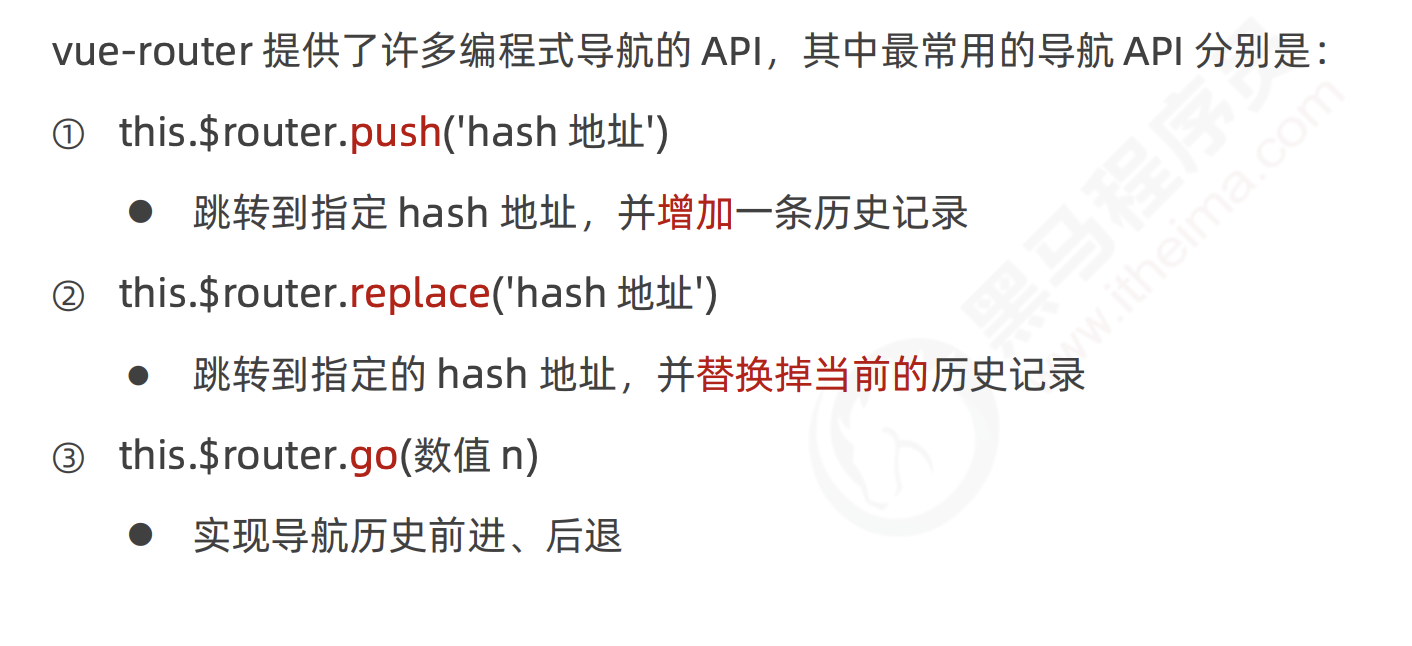 vue-router 提供了许多编程式导航的 API，其中最常用的导航 API 分别是：
① this.$router.push('hash 地址')
● 跳转到指定 hash 地址，并增加一条历史记录
② this.$router.replace('hash 地址')
● 跳转到指定的 hash 地址，并替换掉当前的历史记录
③ this.$router.go(数值 n)
● 实现导航历史前进、后退
黑马程序员
www.itheima.com